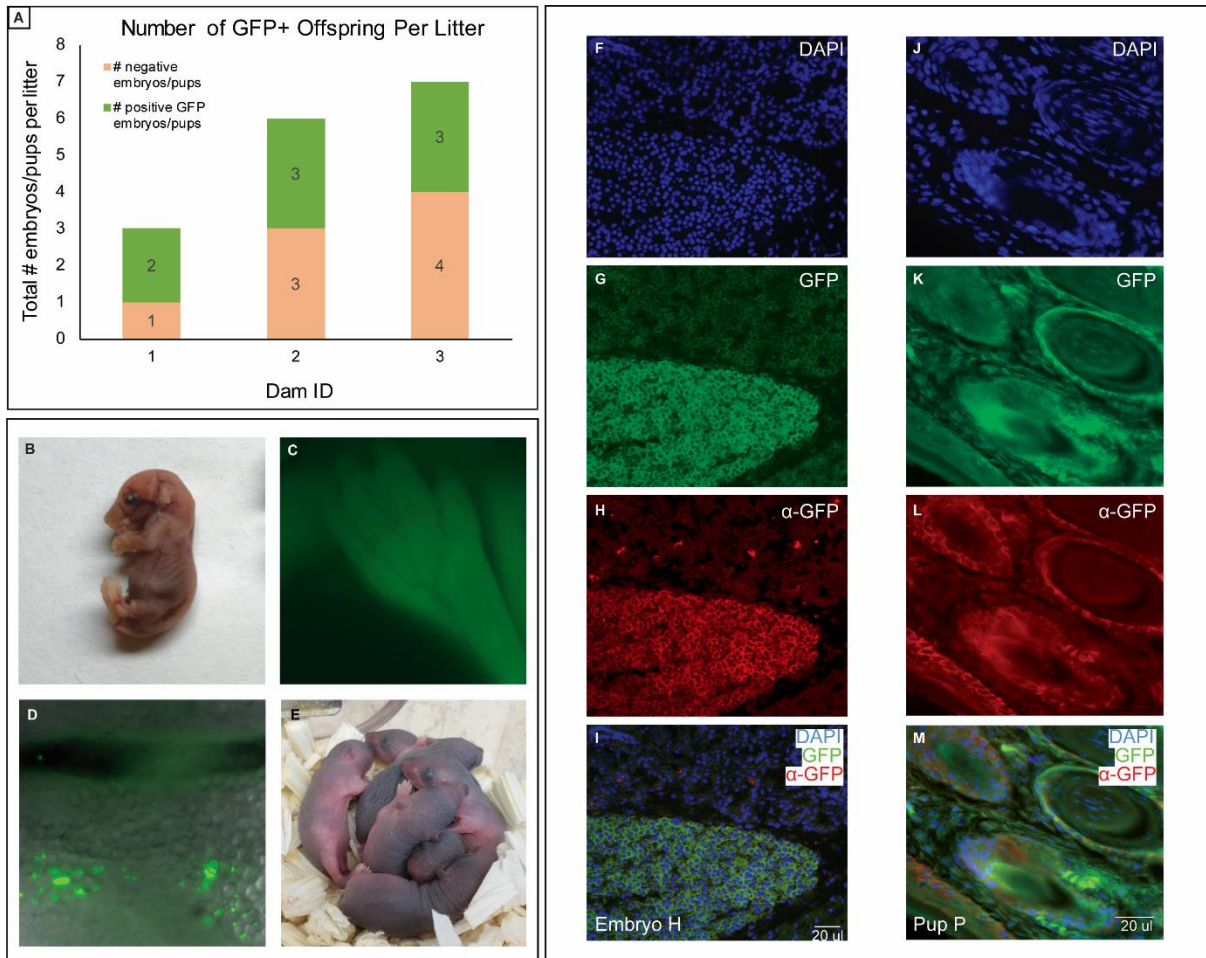 A
Number of GFP+ Offspring Per Litter
Total # embryos/pups per litter
8
7
6
5
4
3
2
1
0
# negative
embryos/pups
# positive GFP
embryos/pups
2
1
3
3
3
4
1
2
3
Dam ID
B
C
D
E
F
DAPI
G
GFP
H
α-GFP
I
DAPI
GFP
α-GFP
Embryo H
20 ul
J
DAPI
K
GFP
L
α-GFP
M
DAPI
GFP
α-GFP
Pup P
20 ul